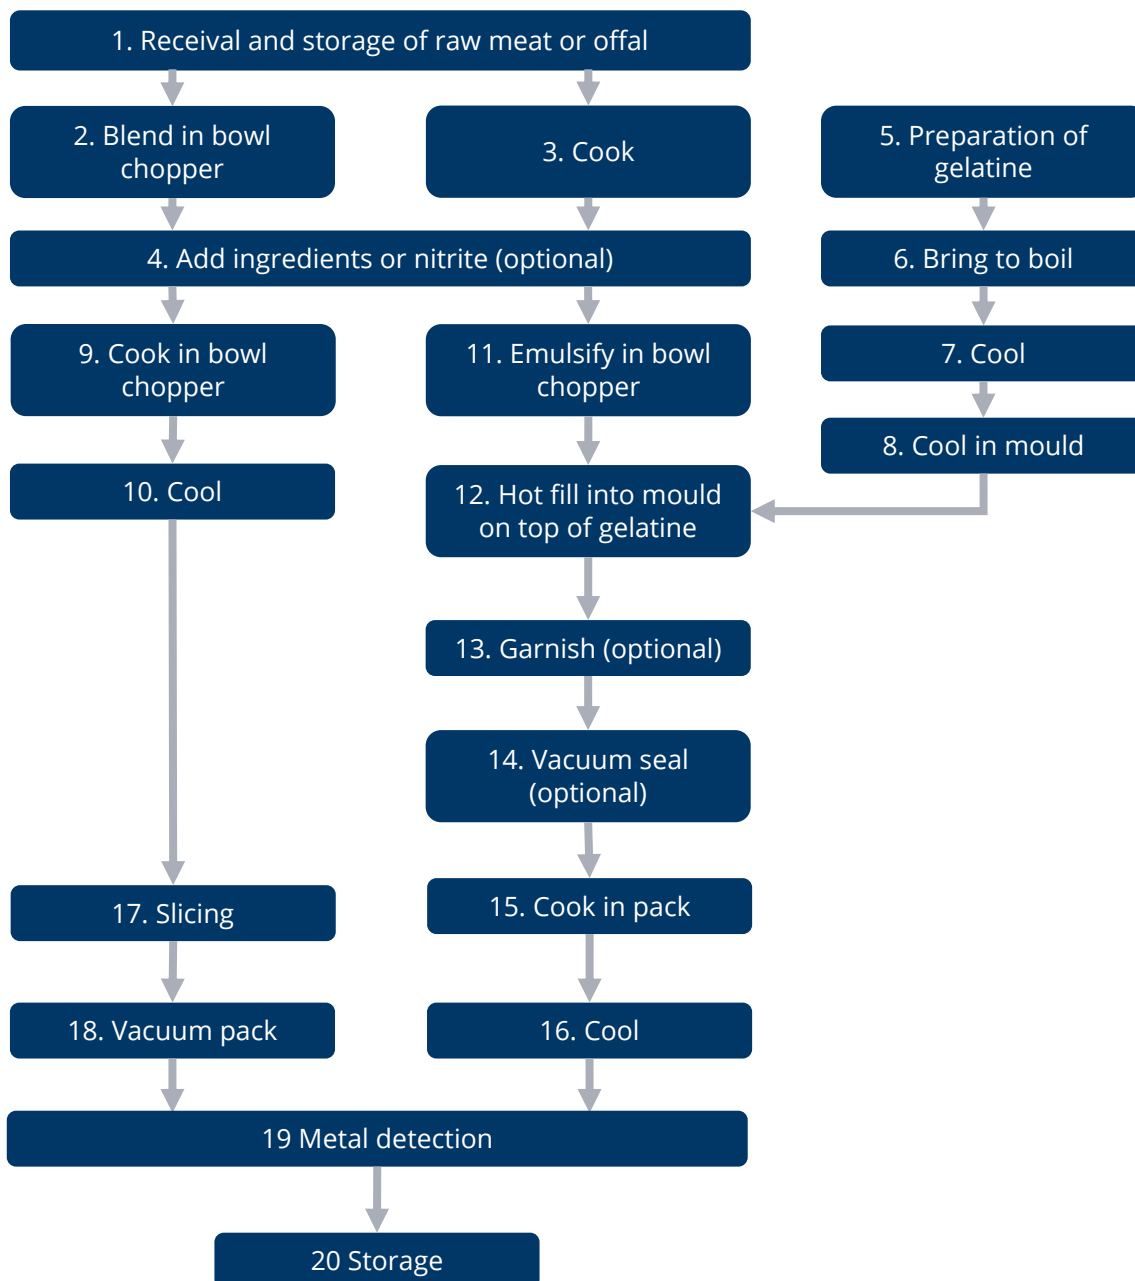 1. Receival and storage of raw meat or offal
2. Blend in bowl
chopper
3. Cook
4. Add ingredients or nitrite (optional)
5. Preparation of
gelatine
6. Bring to boil
7. Cool
8. Cool in mould
9. Cook in bowl
chopper
10. Cool
11. Emulsify in bowl
chopper
12. Hot fill into mould
on top of gelatine
13. Garnish (optional)
14. Vacuum seal
(optional)
15. Cook in pack
16. Cool
17. Slicing
18. Vacuum pack
19 Metal detection
20 Storage